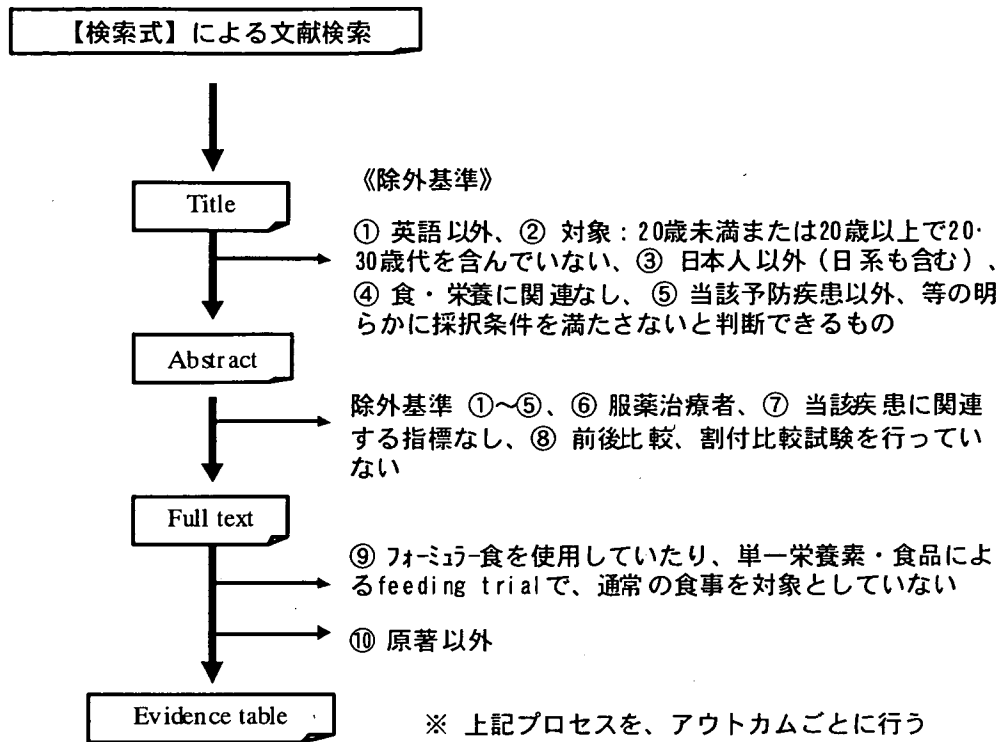 【検索式】による文献検索
Title
《除外基準》
① 英語以外、② 対象：20歳未満または20歳以上で20・
30歳代を含んでいない、③ 日本人以外（日系も含む）、
④ 食・栄養に関連なし、⑤ 当該予防疾患以外、等の明
らかに採択条件を満たさないと判断できるもの
Abstract
除外基準 ①～⑤、⑥ 服薬治療者、⑦ 当該疾患に関連
する指標なし、⑧ 前後比較、割付比較試験を行ってい
ない
Full text
⑨ ﾌｫｰﾐｭﾗｰ食を使用していたり、単一栄養素・食品によ
るfeeding trialで、通常の食事を対象としていない
⑩ 原著以外
Evidence table
※ 上記プロセスを、アウトカムごとに行う